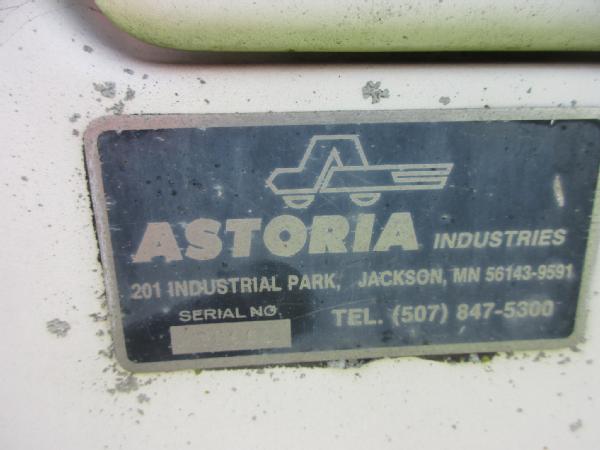 ASTORIA INDUSTRIES
201 INDUSTRIAL PARK, JACKSON, MN 56143-9591
SERIAL NO. TEL. (507) 847-5300